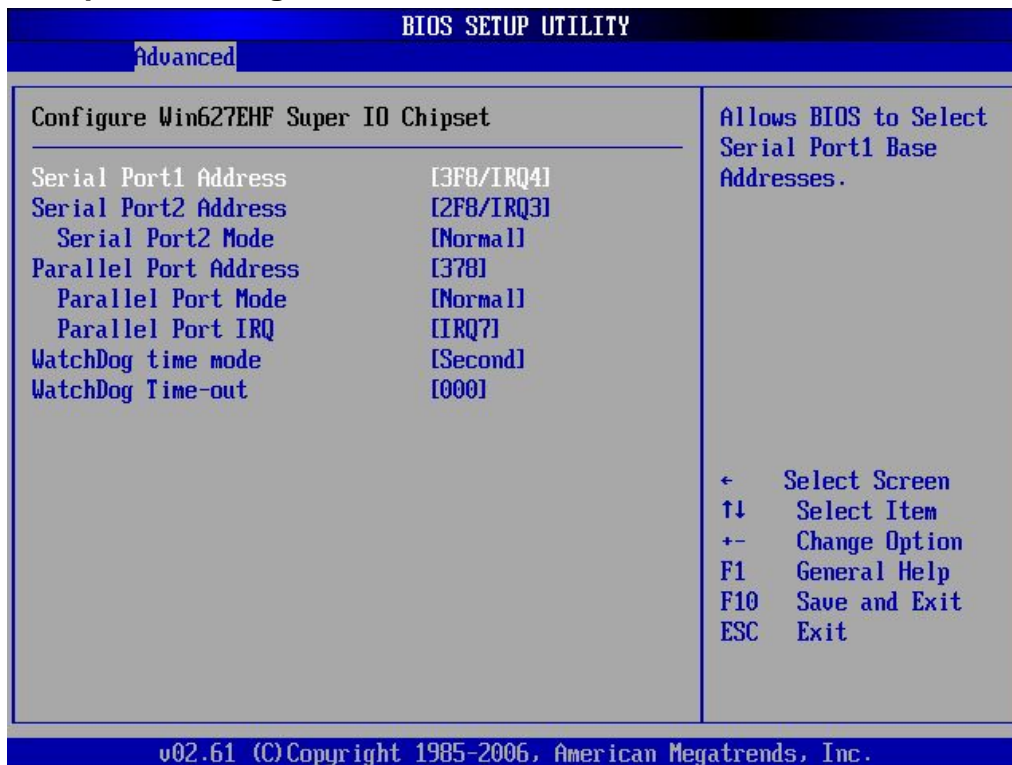 BIOS SETUP UTILITY
Advanced
Configure Win627EHF Super IO Chipset
Serial Port1 Address [3F8/IRQ4]
Serial Port2 Address [2F8/IRQ3]
Serial Port2 Mode [Normal]
Parallel Port Address [378]
Parallel Port Mode [Normal]
Parallel Port IRQ [IRQ7]
WatchDog time mode [Second]
WatchDog Time-out [000]
Allows BIOS to Select
Serial Port1 Base
Addresses.
← Select Screen
↑↓ Select Item
+- Change Option
F1 General Help
F10 Save and Exit
ESC Exit
v02.61 (C)Copyright 1985-2006, American Megatrends, Inc.